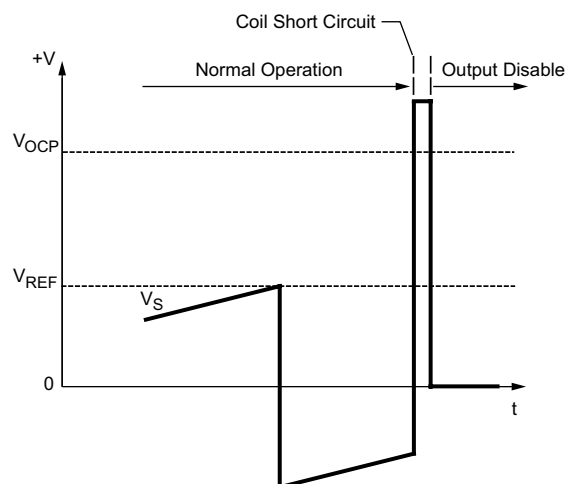 Coil Short Circuit
+V
Normal Operation
Output Disable
VOCP
VREF
VS
0
t